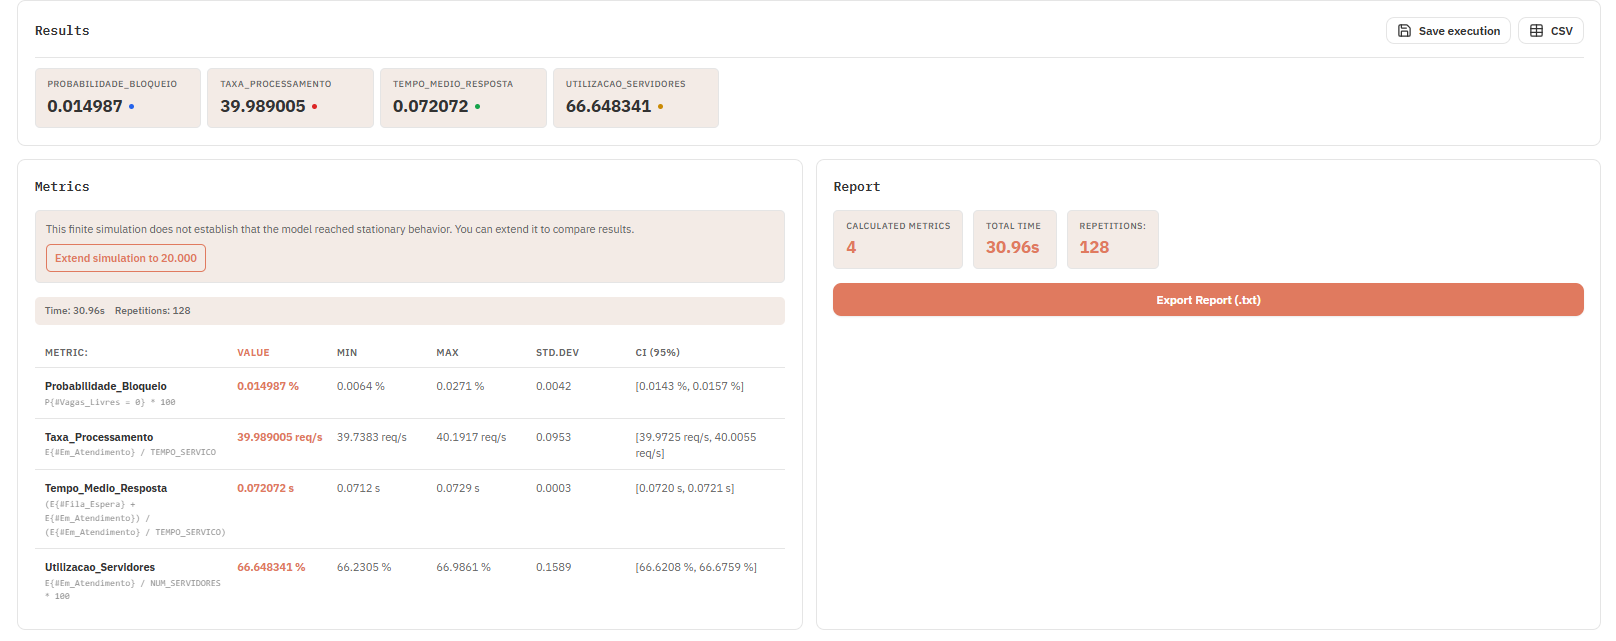 Results
Save execution
CSV
PROBABILIDADE_BLOQUEIO
0.014987
TAXA_PROCESSAMENTO
39.989005
TEMPO_MEDIO_RESPOSTA
0.072072
UTILIZACAO_SERVIDORES
66.648341
Metrics
This finite simulation does not establish that the model reached stationary behavior. You can extend it to compare results.
Extend simulation to 20.000
Time: 30.96s Repetitions: 128
METRIC: VALUE MIN MAX STD.DEV CI (95%)
Probabilidade_Bloqueio 0.014987 % 0.0064 % 0.0271 % 0.0042 [0.0143 %, 0.0157 %]
P{#Vagas_Livres = 0} * 100
Taxa_Processamento 39.989005 req/s 39.7383 req/s 40.1917 req/s 0.0953 [39.9725 req/s, 40.0055
req/s]
E{#Em_Atendimento} / TEMPO_SERVICO
Tempo_Medio_Resposta 0.072072 s 0.0712 s 0.0729 s 0.0003 [0.0720 s, 0.0721 s]
(E{#Fila_Espera} +
E{#Em_Atendimento}) /
(E{#Em_Atendimento} / TEMPO_SERVICO)
Utilizacao_Servidores 66.648341 % 66.2305 % 66.9861 % 0.1589 [66.6208 %, 66.6759 %]
E{#Em_Atendimento} / NUM_SERVIDORES
* 100
Report
CALCULATED METRICS
4
TOTAL TIME
30.96s
REPETITIONS:
128
Export Report (.txt)